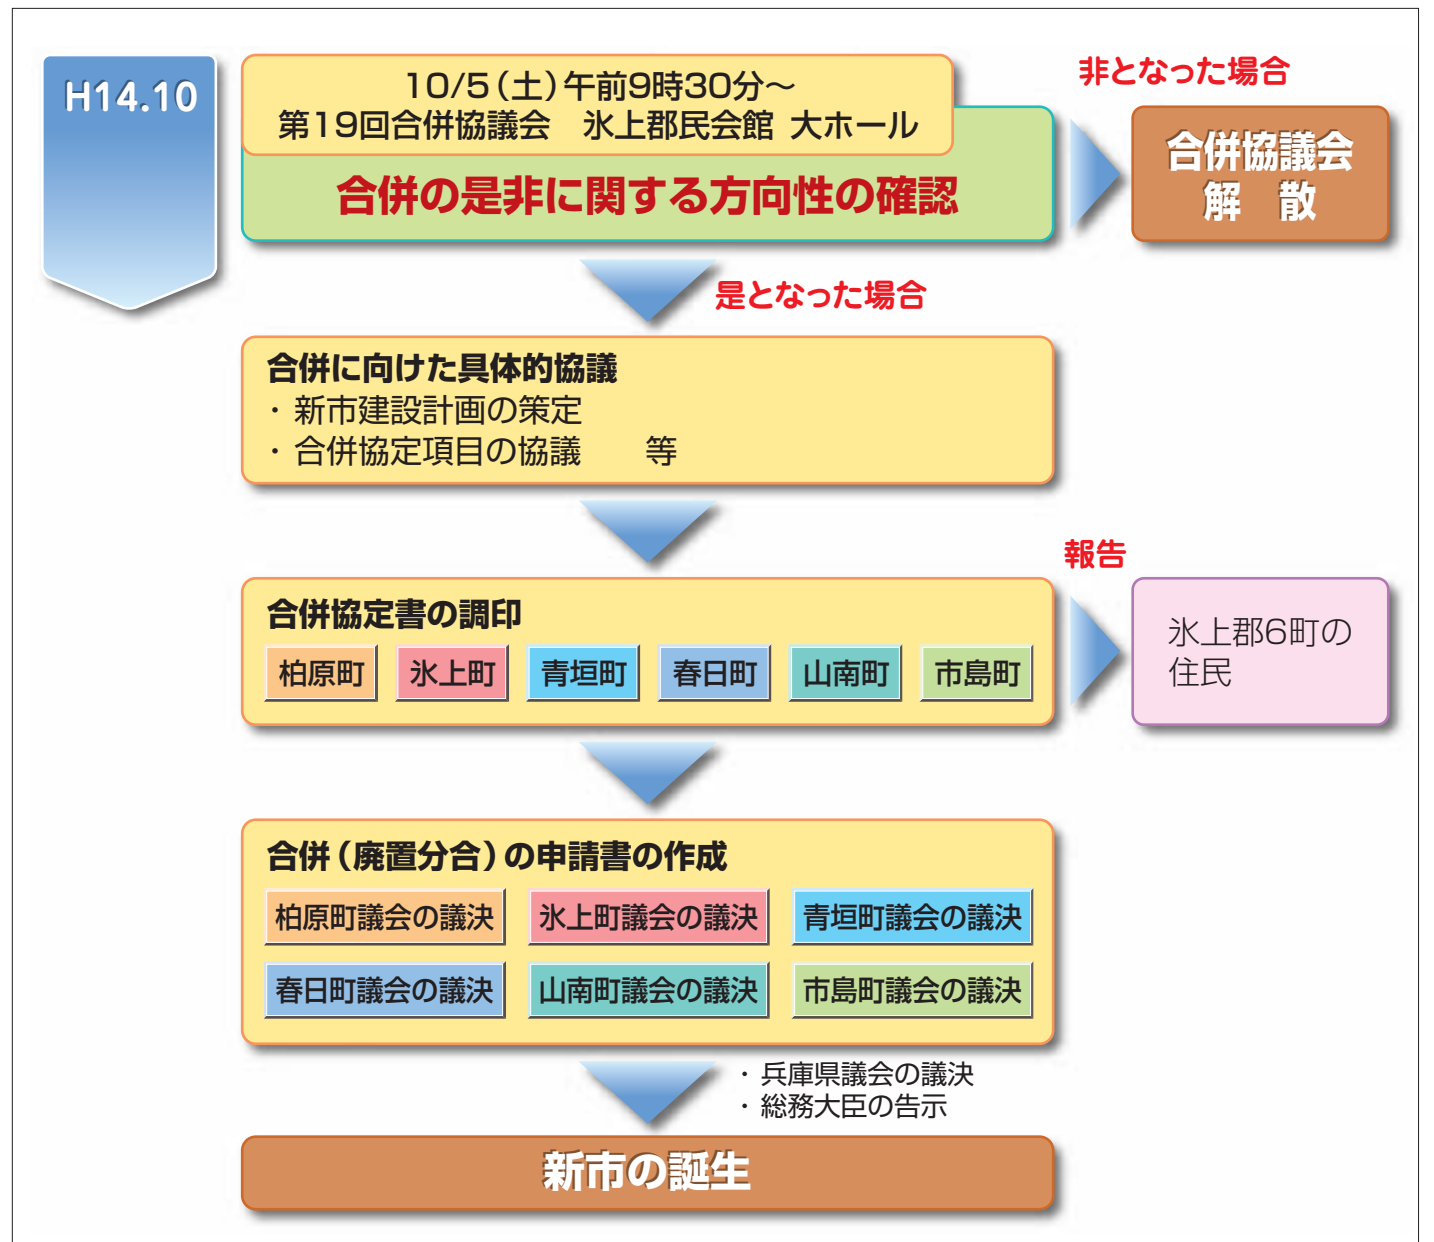 H14.10
10/5（土）午前9時30分～
第19回合併協議会　氷上郡民会館 大ホール
合併の是非に関する方向性の確認
非となった場合
合併協議会
解　散
是となった場合
合併に向けた具体的協議
・新市建設計画の策定
・合併協定項目の協議　　等
合併協定書の調印
柏原町 氷上町 青垣町 春日町 山南町 市島町
報告
氷上郡6町の
住民
合併（廃置分合）の申請書の作成
柏原町議会の議決 氷上町議会の議決 青垣町議会の議決
春日町議会の議決 山南町議会の議決 市島町議会の議決
・兵庫県議会の議決
・総務大臣の告示
新市の誕生